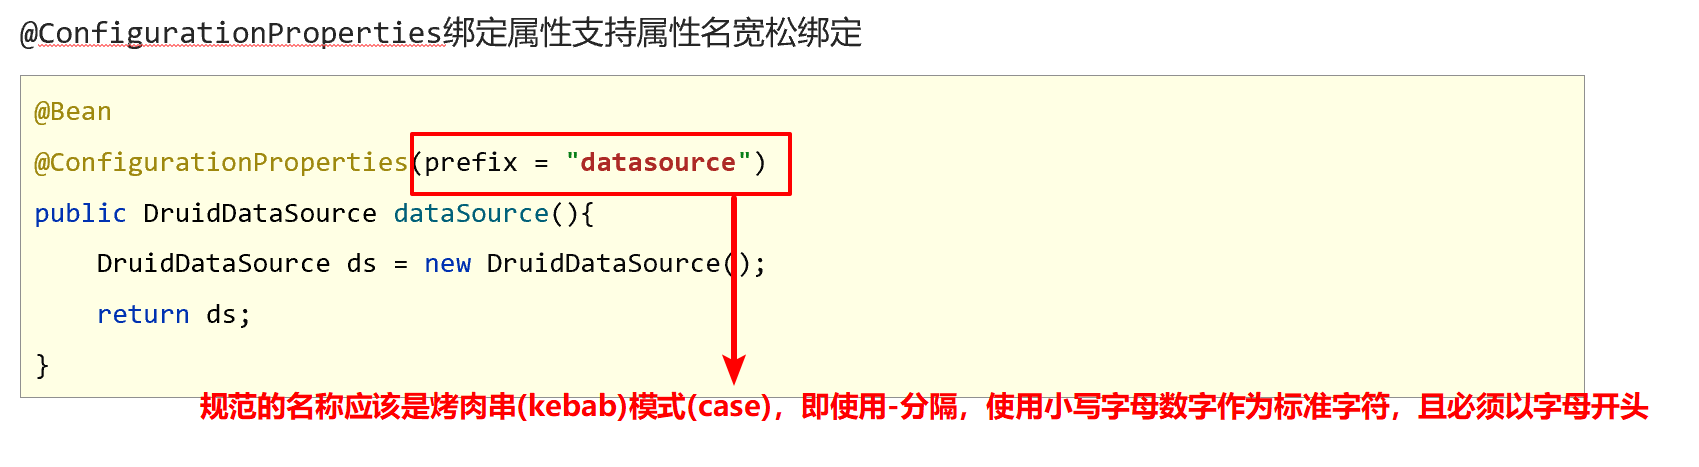 @ConfigurationProperties绑定属性支持属性名宽松绑定
@Bean
@ConfigurationProperties(prefix = "datasource")
public DruidDataSource dataSource(){
    DruidDataSource ds = new DruidDataSource();
    return ds;
}
规范的名称应该是烤肉串(kebab)模式(case)，即使用-分隔，使用小写字母数字作为标准字符，且必须以字母开头